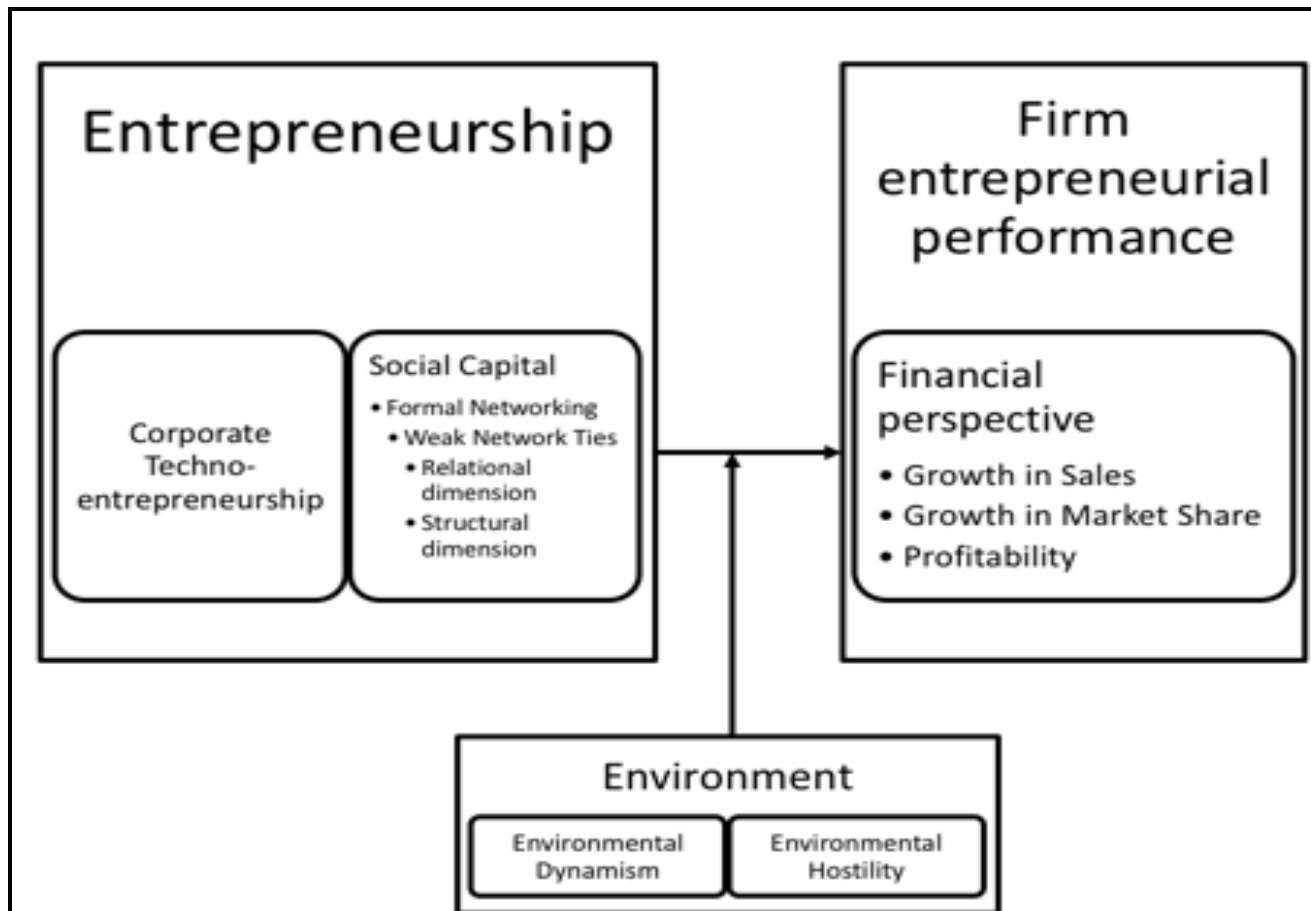 Entrepreneurship
Corporate
Techno-
entrepreneurship
Social Capital
• Formal Networking
• Weak Network Ties
• Relational
dimension
• Structural
dimension
Firm
entrepreneurial
performance
Financial
perspective
• Growth in Sales
• Growth in Market Share
• Profitability
Environment
Environmental
Dynamism
Environmental
Hostility